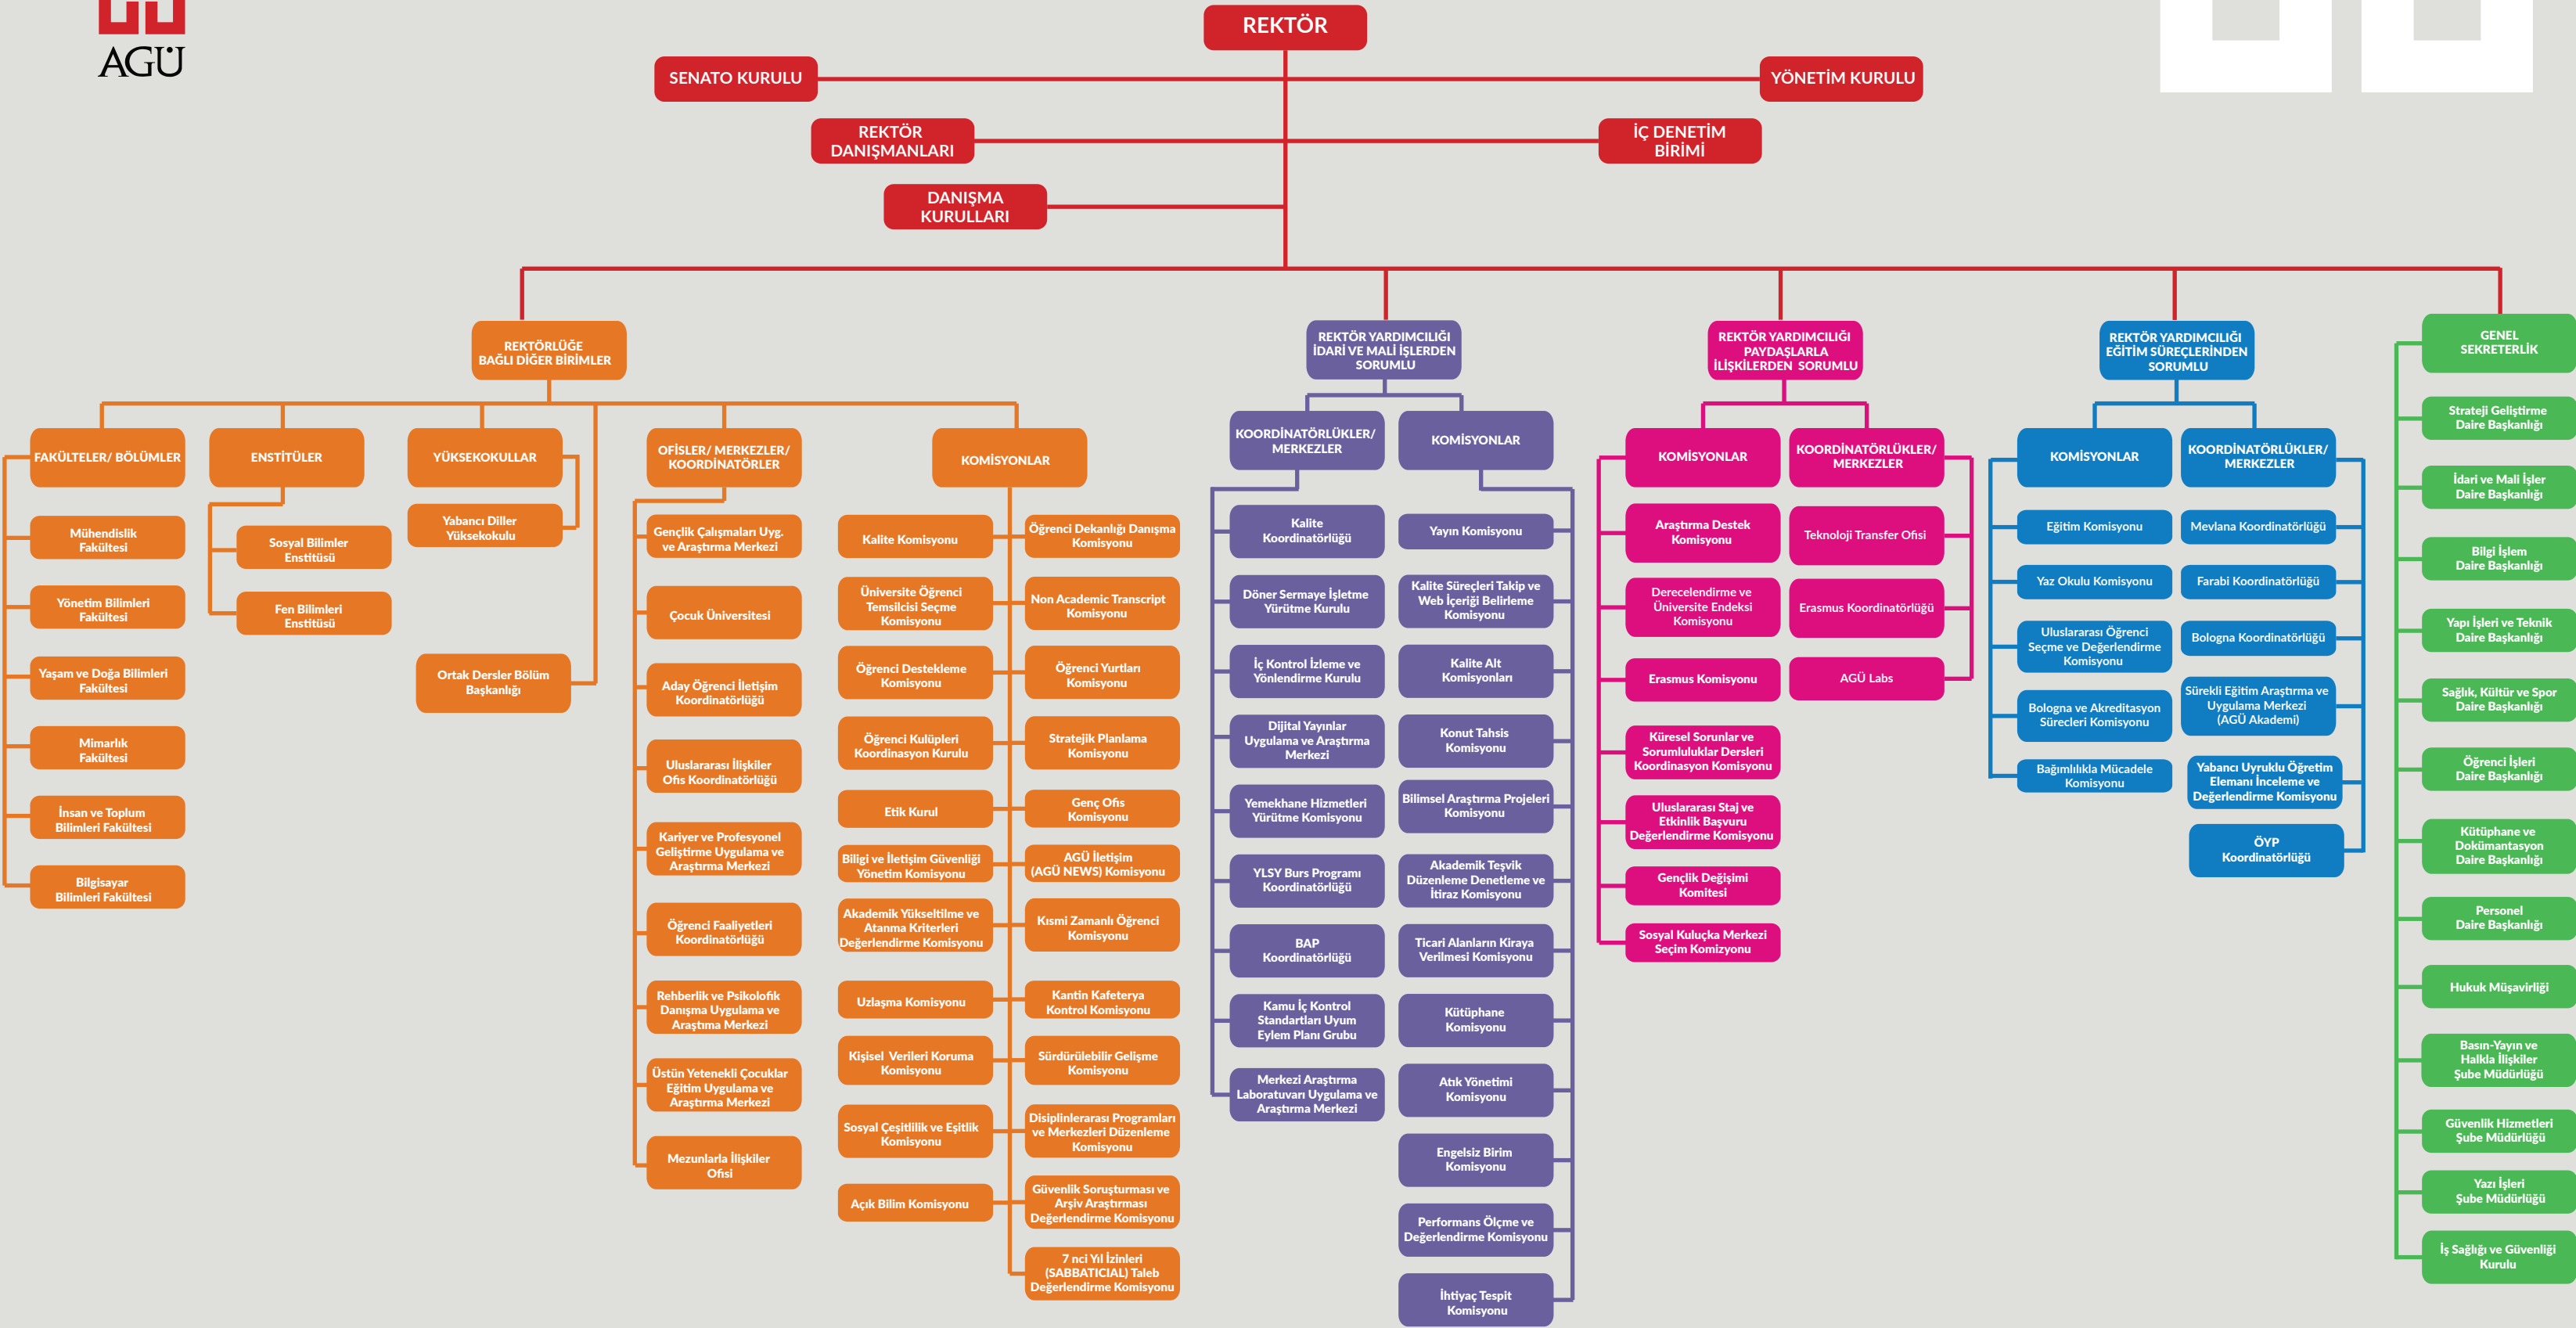 AGÜ
REKTÖR
SENATO KURULU
YÖNETİM KURULU
REKTÖR
DANIŞMANLARI
İÇ DENETİM
BİRİMİ
DANIŞMA
KURULLARI
REKTÖRLÜĞE
BAĞLI DİĞER BİRİMLER
FAKÜLTELER/ BÖLÜMLER
Mühendislik
Fakültesi
Yönetim Bilimleri
Fakültesi
Yaşam ve Doğa Bilimleri
Fakültesi
Mimarlık
Fakültesi
İnsan ve Toplum
Bilimleri Fakültesi
Bilgisayar
Bilimleri Fakültesi
ENSTİTÜLER
Sosyal Bilimler
Enstitüsü
Fen Bilimleri
Enstitüsü
YÜKSEKOKULLAR
Yabancı Diller
Yüksekokulu
Ortak Dersler Bölüm
Başkanlığı
OFİSLER/ MERKEZLER/
KOORDİNATÖRLER
Gençlik Çalışmaları Uyg.
ve Araştırma Merkezi
Çocuk Üniversitesi
Aday Öğrenci İletişim
Koordinatörlüğü
Uluslararası İlişkiler
Ofis Koordinatörlüğü
Kariyer ve Profesyonel
Geliştirme Uygulama ve
Araştırma Merkezi
Öğrenci Faaliyetleri
Koordinatörlüğü
Rehberlik ve Psikolofik
Danışma Uygulama ve
Araştıma Merkezi
Üstün Yetenekli Çocuklar
Eğitim Uygulama ve
Araştırma Merkezi
Mezunlarla İlişkiler
Ofisi
KOMİSYONLAR
Kalite Komisyonu
Üniversite Öğrenci
Temsilcisi Seçme
Komisyonu
Öğrenci Destekleme
Komisyonu
Öğrenci Kulüpleri
Koordinasyon Kurulu
Etik Kurul
Biligi ve İletişim Güvenliği
Yönetim Komisyonu
Akademik Yükseltilme ve
Atanma Kriterleri
Değerlendirme Komisyonu
Uzlaşma Komisyonu
Kişisel Verileri Koruma
Komisyonu
Sosyal Çeşitlilik ve Eşitlik
Komisyonu
Açık Bilim Komisyonu
Öğrenci Dekanlığı Danışma
Komisyonu
Non Academic Transcript
Komisyonu
Öğrenci Yurtları
Komisyonu
Stratejik Planlama
Komisyonu
Genç Ofis
Komisyonu
AGÜ İletişim
(AGÜ NEWS) Komisyonu
Kısmi Zamanlı Öğrenci
Komisyonu
Kantin Kafeterya
Kontrol Komisyonu
Sürdürülebilir Gelişme
Komisyonu
Disiplinlerarası Programları
ve Merkezleri Düzenleme
Komisyonu
Güvenlik Soruşturması ve
Arşiv Araştırması
Değerlendirme Komisyonu
7 nci Yıl İzinleri
(SABBATICIAL) Taleb
Değerlendirme Komisyonu
REKTÖR YARDIMCILIĞI
İDARİ VE MALİ İŞLERDEN
SORUMLU
KOORDİNATÖRLÜKLER/
MERKEZLER
Kalite
Koordinatörlüğü
Döner Sermaye İşletme
Yürütme Kurulu
İç Kontrol İzleme ve
Yönlendirme Kurulu
Dijital Yayınlar
Uygulama ve Araştırma
Merkezi
Yemekhane Hizmetleri
Yürütme Komisyonu
YLSY Burs Programı
Koordinatörlüğü
BAP
Koordinatörlüğü
Kamu İç Kontrol
Standartları Uyum
Eylem Planı Grubu
Merkezi Araştırma
Laboratuvarı Uygulama ve
Araştırma Merkezi
KOMİSYONLAR
Yayın Komisyonu
Kalite Süreçleri Takip ve
Web İçeriği Belirleme
Komisyonu
Kalite Alt
Komisyonları
Konut Tahsis
Komisyonu
Bilimsel Araştırma Projeleri
Komisyonu
Akademik Teşvik
Düzenleme Denetleme ve
İtiraz Komisyonu
Ticari Alanların Kiraya
Verilmesi Komisyonu
Kütüphane
Komisyonu
Atık Yönetimi
Komisyonu
Engelsiz Birim
Komisyonu
Performans Ölçme ve
Değerlendirme Komisyonu
İhtiyaç Tespit
Komisyonu
REKTÖR YARDIMCILIĞI
PAYDAŞLARLA
İLİŞKİLERDEN SORUMLU
KOMİSYONLAR
Araştırma Destek
Komisyonu
Derecelendirme ve
Üniversite Endeksi
Komisyonu
Erasmus Komisyonu
Küresel Sorunlar ve
Sorumluluklar Dersleri
Koordinasyon Komisyonu
Uluslararası Staj ve
Etkinlik Başvuru
Değerlendirme Komisyonu
Gençlik Değişimi
Komitesi
Sosyal Kuluçka Merkezi
Seçim Komizyonu
KOORDİNATÖRLÜKLER/
MERKEZLER
Teknoloji Transfer Ofisi
Erasmus Koordinatörlüğü
AGÜ Labs
REKTÖR YARDIMCILIĞI
EĞİTİM SÜREÇLERİNDEN
SORUMLU
KOMİSYONLAR
Eğitim Komisyonu
Yaz Okulu Komisyonu
Uluslararası Öğrenci
Seçme ve Değerlendirme
Komisyonu
Bologna ve Akreditasyon
Sürecleri Komisyonu
Bağımlılıkla Mücadele
Komisyonu
KOORDİNATÖRLÜKLER/
MERKEZLER
Mevlana Koordinatörlüğü
Farabi Koordinatörlüğü
Bologna Koordinatörlüğü
Sürekli Eğitim Araştırma ve
Uygulama Merkezi
(AGÜ Akademi)
Yabancı Uyruklu Öğretim
Elemanı İnceleme ve
Değerlendirme Komisyonu
ÖYP
Koordinatörlüğü
GENEL
SEKRETERLİK
Strateji Geliştirme
Daire Başkanlığı
İdari ve Mali İşler
Daire Başkanlığı
Bilgi İşlem
Daire Başkanlığı
Yapı İşleri ve Teknik
Daire Başkanlığı
Sağlık, Kültür ve Spor
Daire Başkanlığı
Öğrenci İşleri
Daire Başkanlığı
Kütüphane ve
Dokümantasyon
Daire Başkanlığı
Personel
Daire Başkanlığı
Hukuk Müşavirliği
Basın-Yayın ve
Halkla İlişkiler
Şube Müdürlüğü
Güvenlik Hizmetleri
Şube Müdürlüğü
Yazı İşleri
Şube Müdürlüğü
İş Sağlığı ve Güvenliği
Kurulu